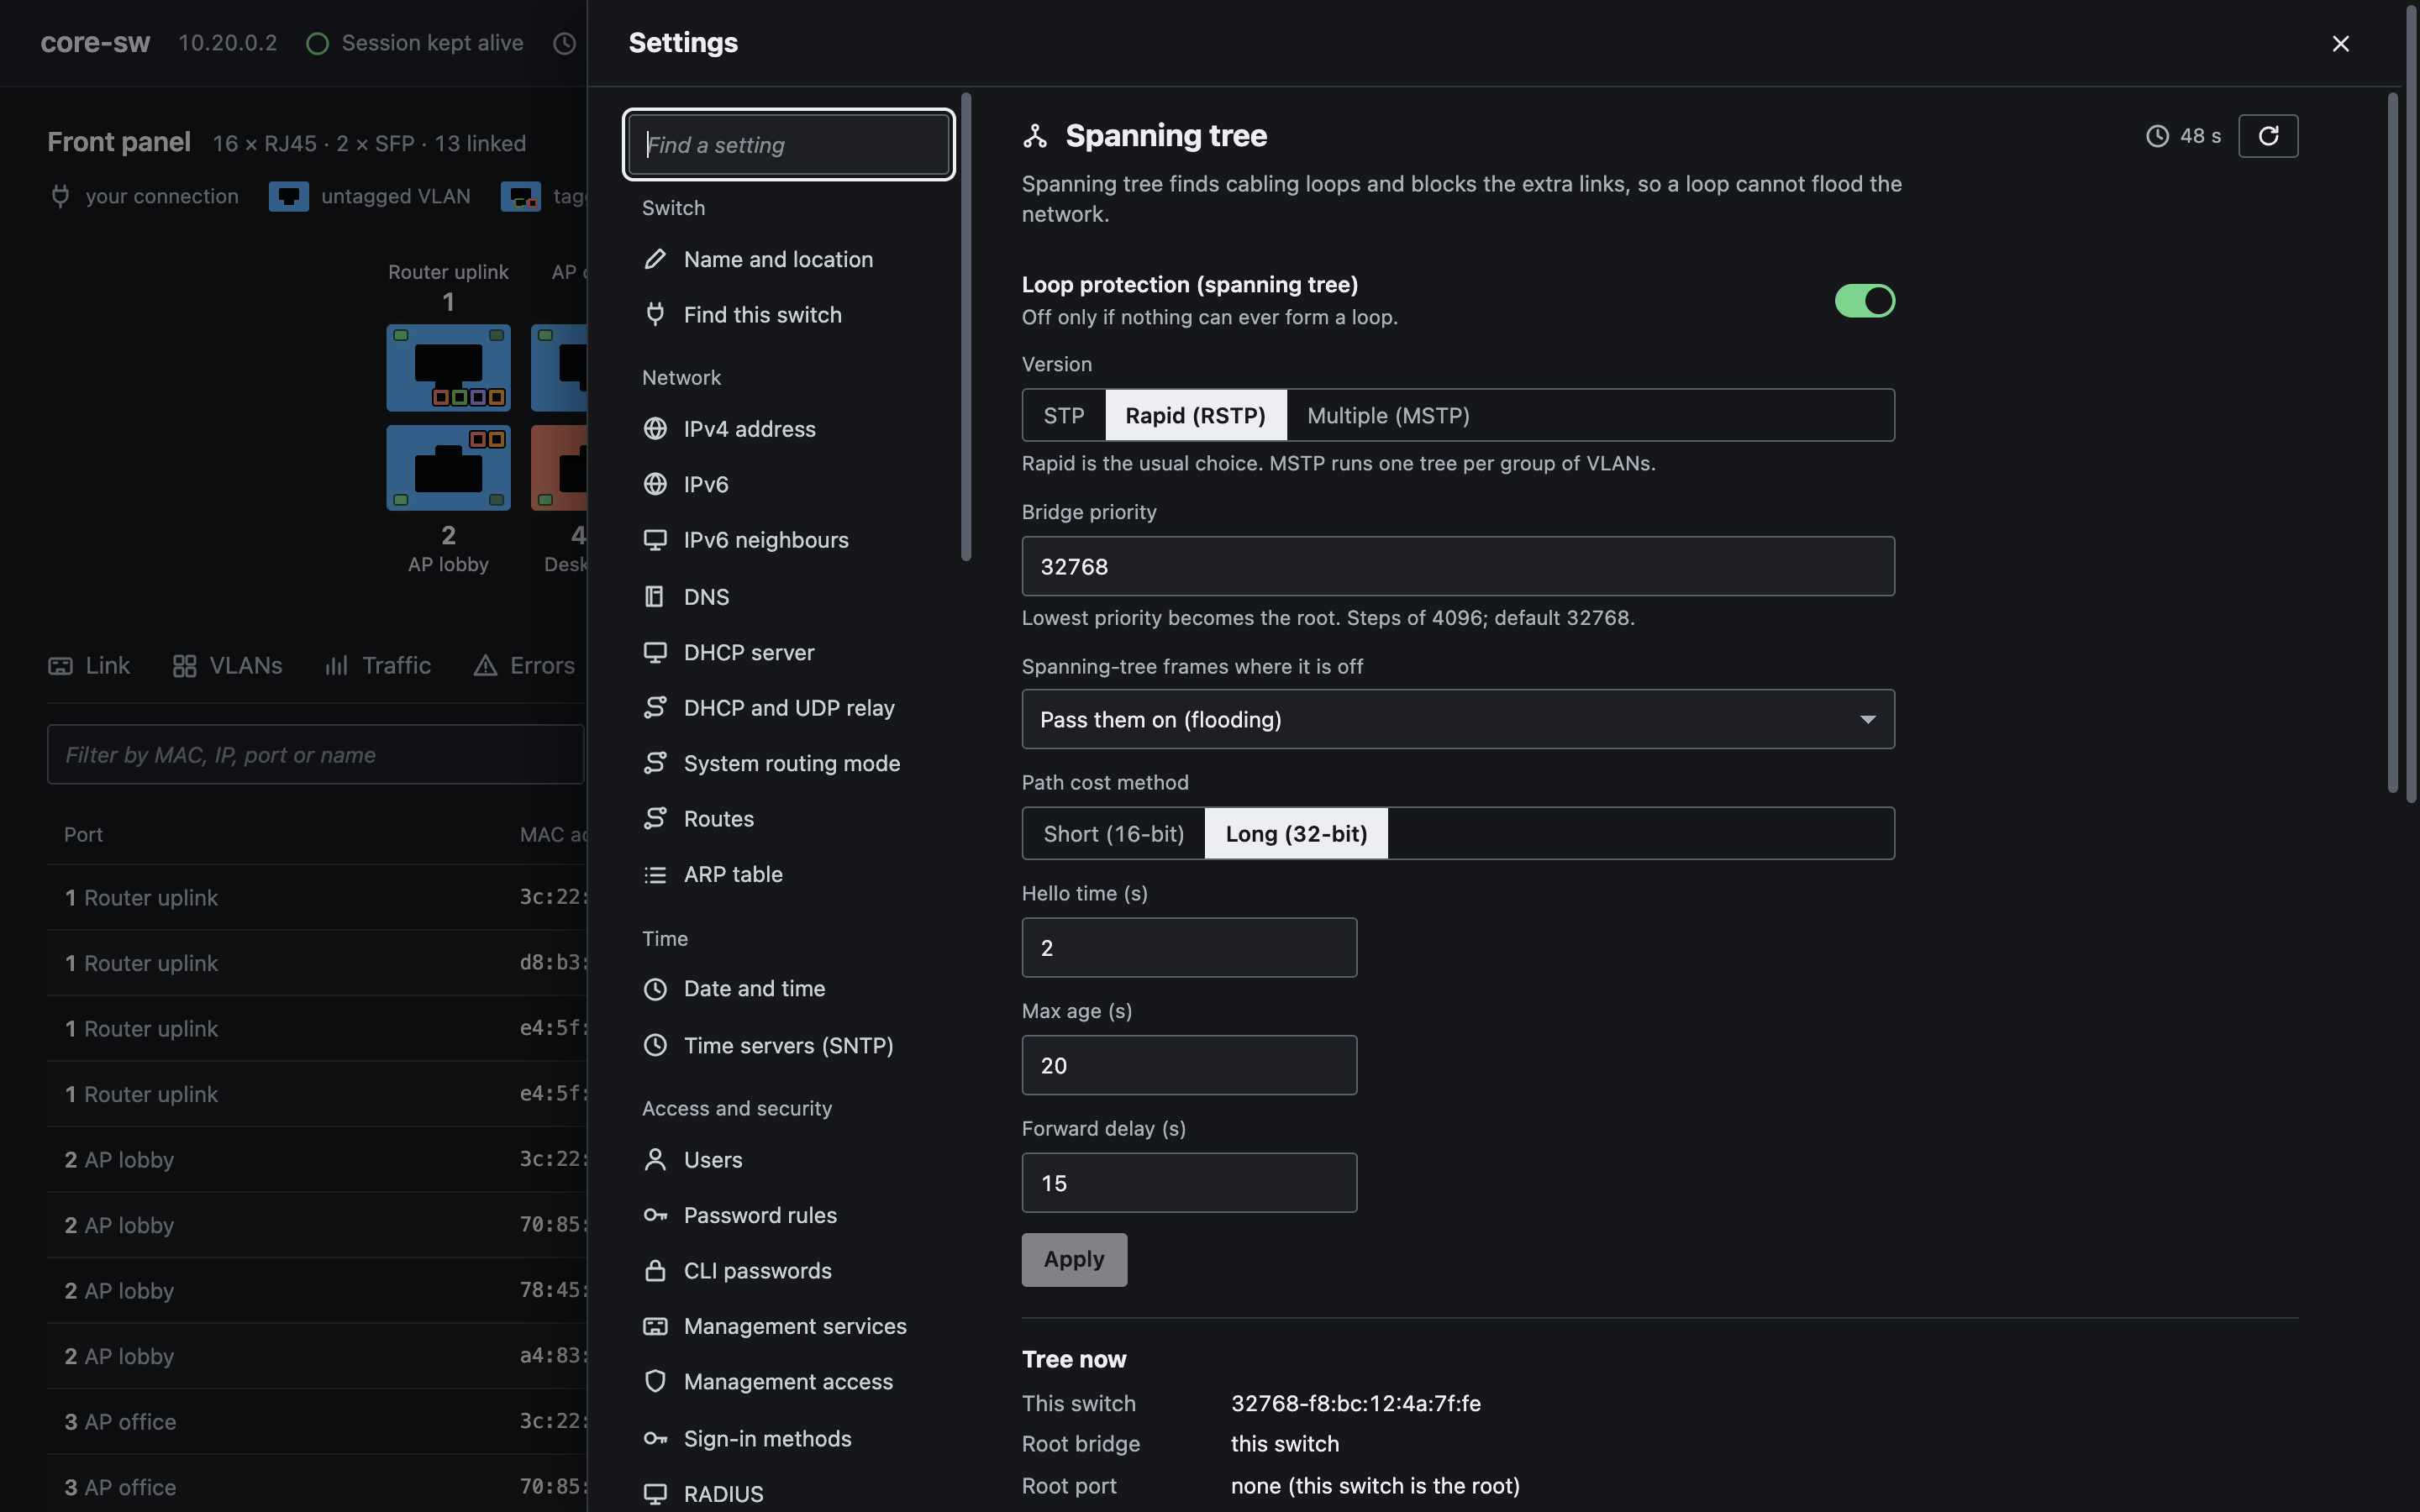 core-sw 10.20.0.2 Session kept alive
Front panel 16 × RJ45 · 2 × SFP · 13 linked
your connection untagged VLAN
Router uplink
1
2
AP lobby
Link VLANs Traffic Errors
Filter by MAC, IP, port or name
Port
1 Router uplink 3c:22:
1 Router uplink d8:b3:
1 Router uplink e4:5f:
1 Router uplink e4:5f:
2 AP lobby 3c:22:
2 AP lobby 70:85:
2 AP lobby 78:45:
2 AP lobby a4:83:
3 AP office 3c:22:
3 AP office 70:85:
Settings
Find a setting
Switch
Name and location
Find this switch
Network
IPv4 address
IPv6
IPv6 neighbours
DNS
DHCP server
DHCP and UDP relay
System routing mode
Routes
ARP table
Time
Date and time
Time servers (SNTP)
Access and security
Users
Password rules
CLI passwords
Management services
Management access
Sign-in methods
RADIUS
Spanning tree
48 s
Spanning tree finds cabling loops and blocks the extra links, so a loop cannot flood the
network.
Loop protection (spanning tree)
Off only if nothing can ever form a loop.
Version
STP Rapid (RSTP) Multiple (MSTP)
Rapid is the usual choice. MSTP runs one tree per group of VLANs.
Bridge priority
32768
Lowest priority becomes the root. Steps of 4096; default 32768.
Spanning-tree frames where it is off
Pass them on (flooding)
Path cost method
Short (16-bit) Long (32-bit)
Hello time (s)
2
Max age (s)
20
Forward delay (s)
15
Apply
Tree now
This switch 32768-f8:bc:12:4a:7f:fe
Root bridge this switch
Root port none (this switch is the root)